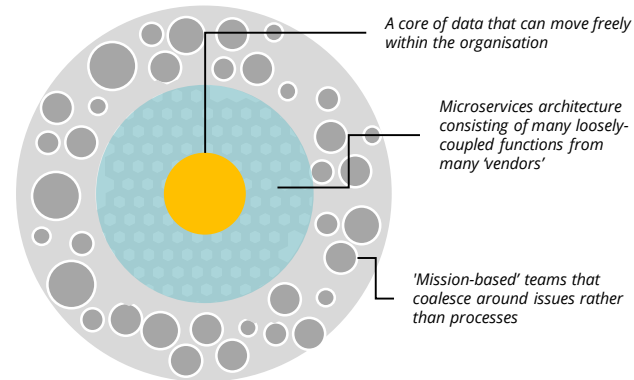 A core of data that can move freely
within the organisation
Microservices architecture
consisting of many loosely-
coupled functions from
many ‘vendors’
'Mission-based’ teams that
coalesce around issues rather
than processes